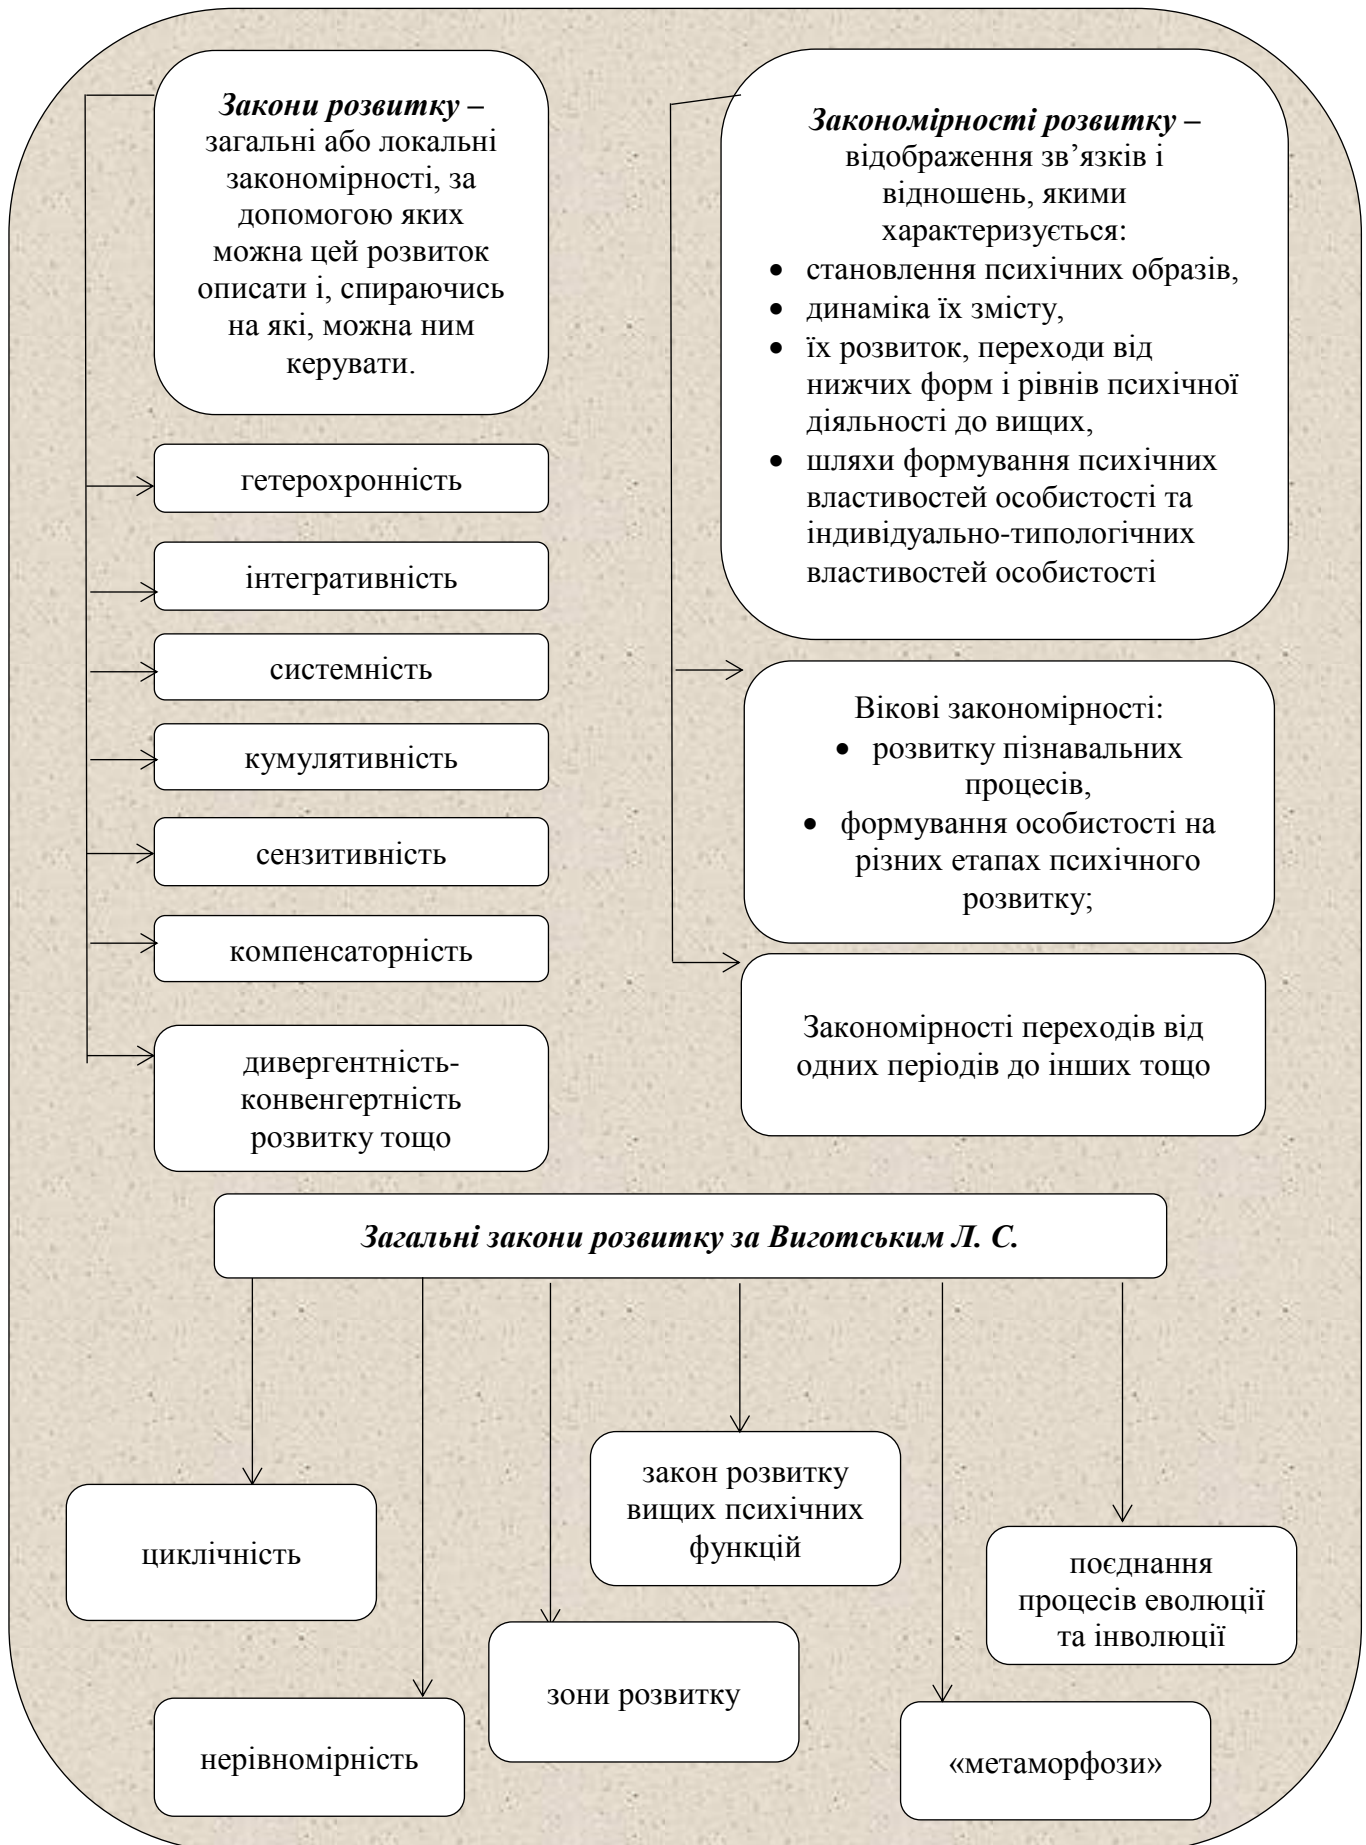 Закони розвитку –
загальні або локальні
закономірності, за
допомогою яких
можна цей розвиток
описати і, спираючись
на які, можна ним
керувати.
гетерохронність
інтегративність
системність
кумулятивність
сензитивність
компенсаторність
дивергентність-
конвенгертність
розвитку тощо
Закономірності розвитку –
відображення зв’язків і
відношень, якими
характеризується:
• становлення психічних образів,
• динаміка їх змісту,
• їх розвиток, переходи від
нижчих форм і рівнів психічної
діяльності до вищих,
• шляхи формування психічних
властивостей особистості та
індивідуально-типологічних
властивостей особистості
Вікові закономірності:
• розвитку пізнавальних
процесів,
• формування особистості на
різних етапах психічного
розвитку;
Закономірності переходів від
одних періодів до інших тощо
Загальні закони розвитку за Виготським Л. С.
циклічність
нерівномірність
зони розвитку
закон розвитку
вищих психічних
функцій
«метаморфози»
поєднання
процесів еволюції
та інволюції